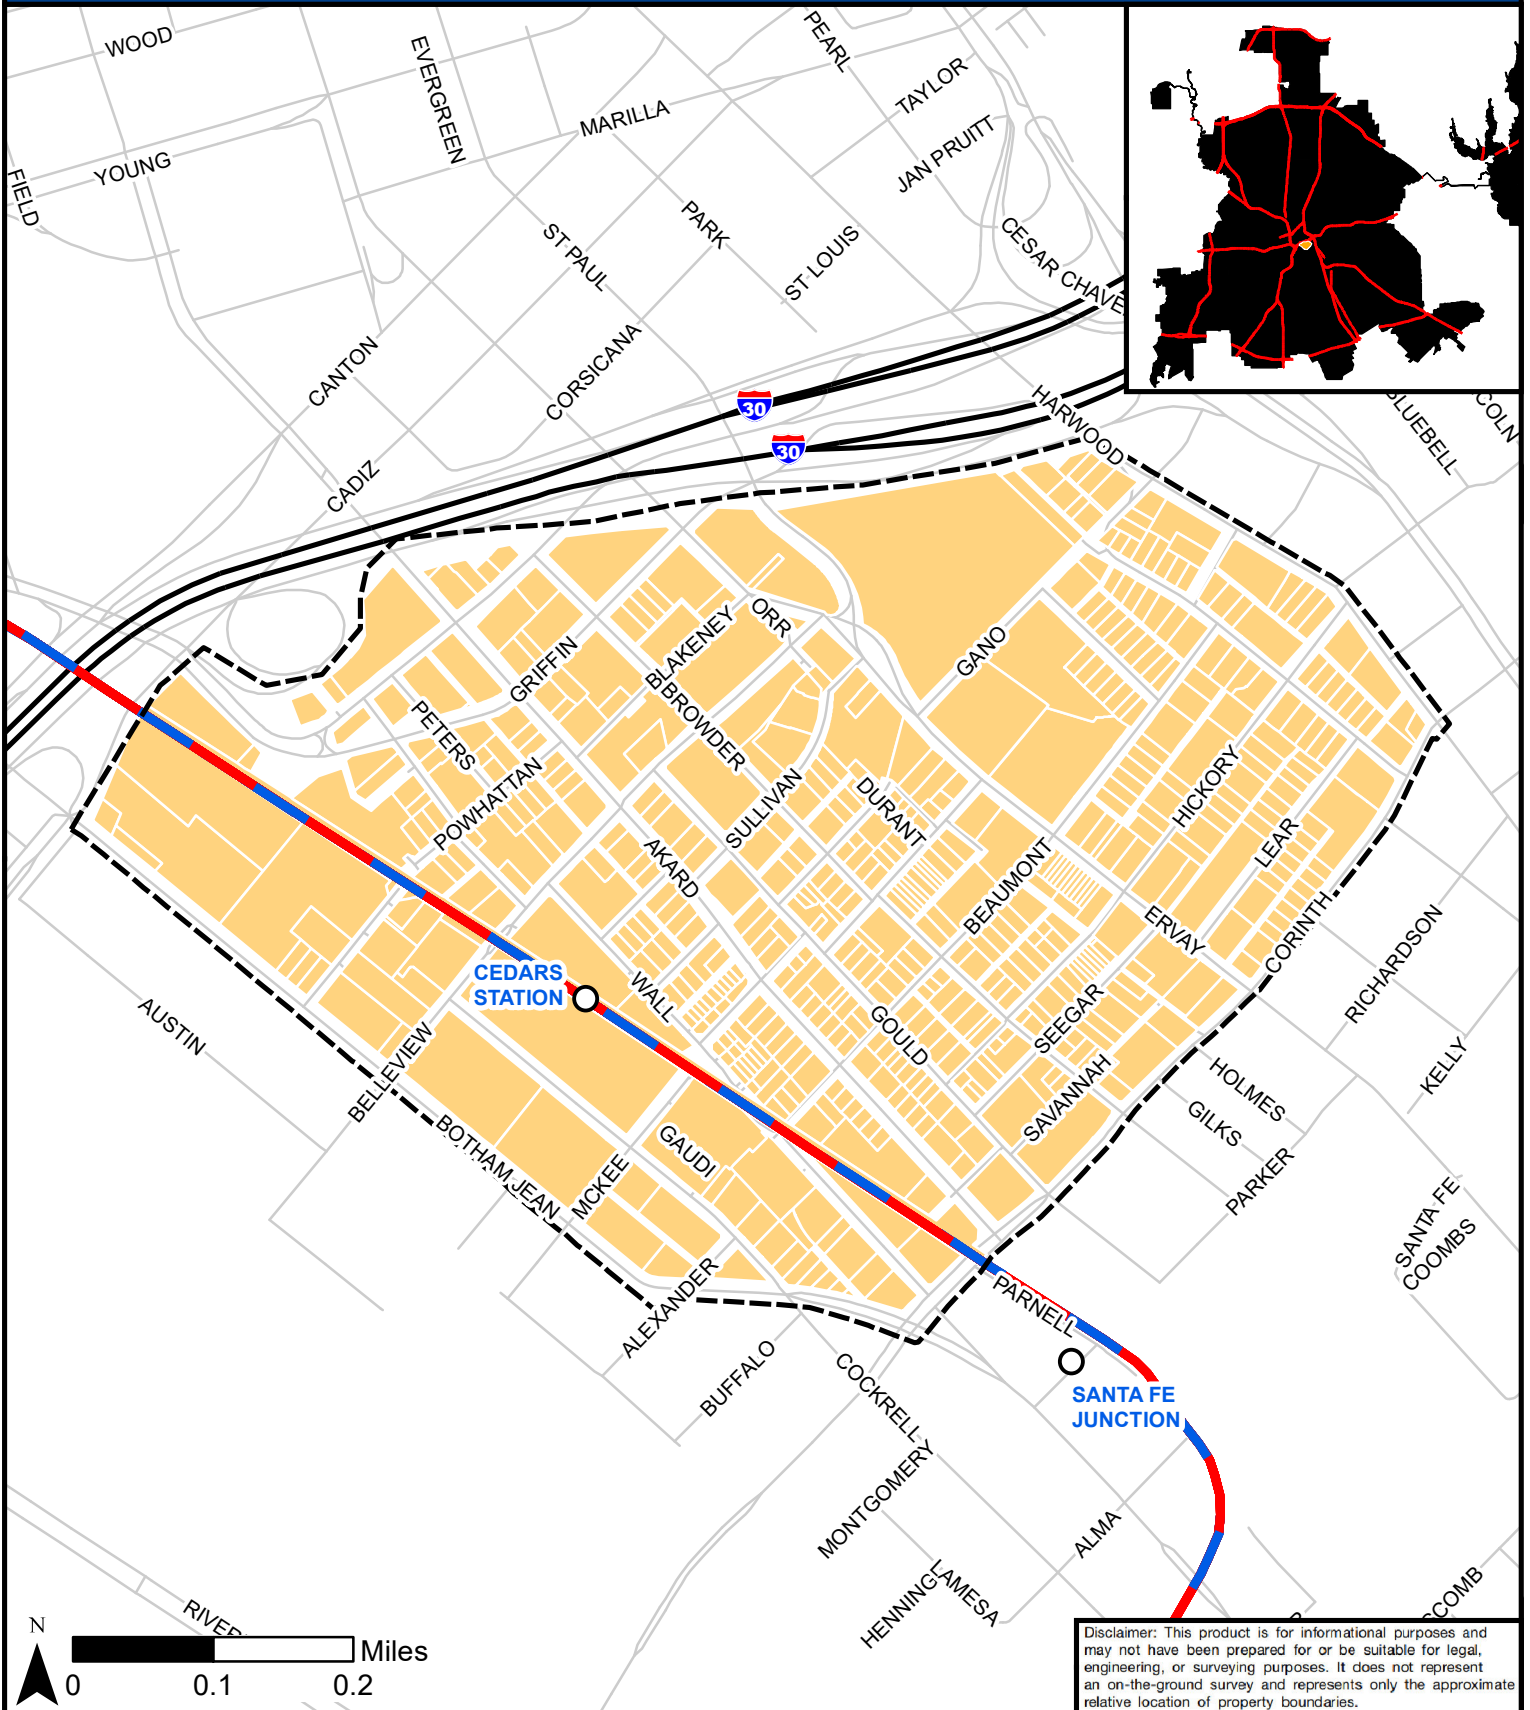 WOOD
EVERGREEN
PEARL
TAYLOR
MARILLA
JAN PRUITT
YOUNG
FIELD
PARK
ST PAUL
ST LOUIS
CESAR CHAVE
CANTON
CORSICANA
30
30
HARWOOD
BLUEBELL
COLN
CADIZ
ORR
BLAKENEY
GRIFFIN
GANO
BROWDER
PETERS
POWHATTAN
SULLIVAN
DURANT
HICKORY
LEAR
AKARD
BEAUMONT
ERVAY
CORINTH
RICHARDSON
CEDARS
STATION
WALL
GOULD
SEEGAR
AUSTIN
BELLEVIEW
SAVANNAH
HOLMES
KELLY
GILKS
BOTHAM JEAN
GAUDI
MCKEE
PARKER
SANTA FE
COOMBS
ALEXANDER
PARNELL
BUFFALO
COCKRELL
SANTA FE
JUNCTION
MONTGOMERY
ALMA
LAMESA
HENNING
SCOMB
RIVER
N
Miles
0 0.1 0.2
Disclaimer: This product is for informational purposes and
may not have been prepared for or be suitable for legal,
engineering, or surveying purposes. It does not represent
an on-the-ground survey and represents only the approximate
relative location of property boundaries.